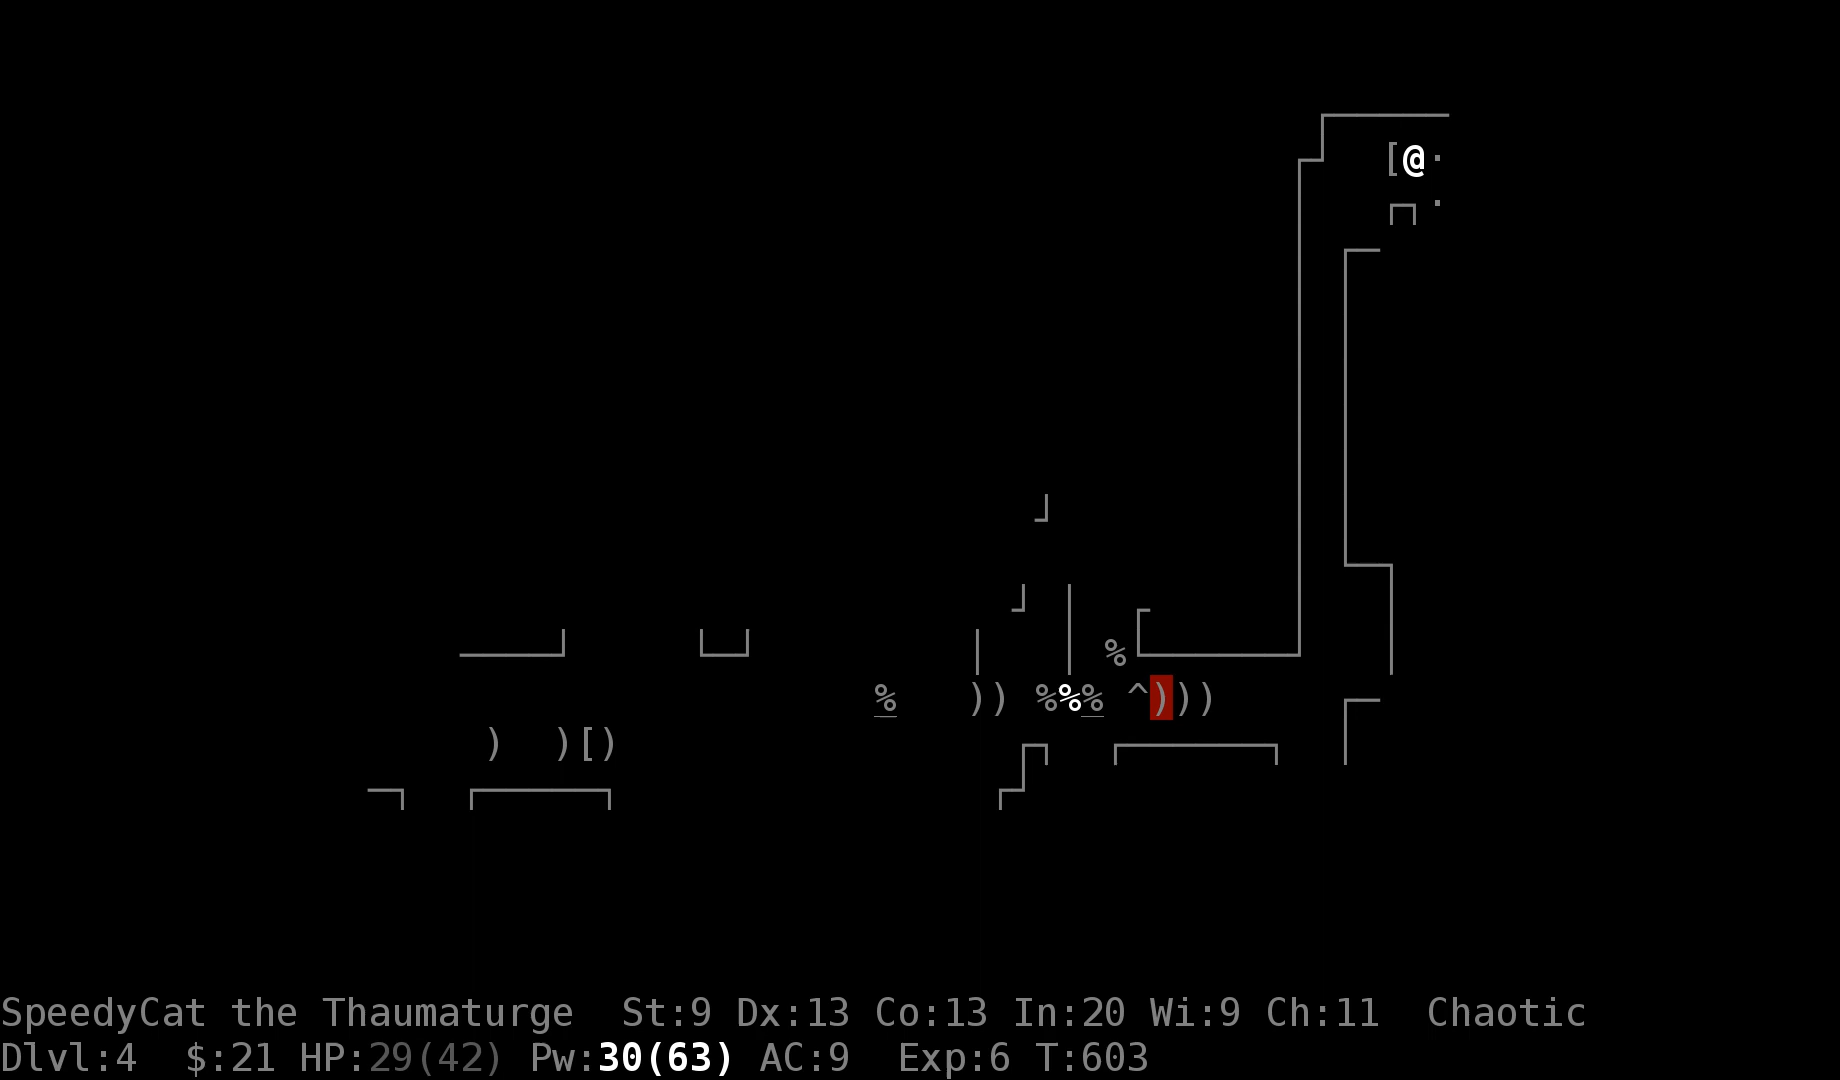 [@·
·
%
% )) %%% ^)))
) )[)
SpeedyCat the Thaumaturge St:9 Dx:13 Co:13 In:20 Wi:9 Ch:11 Chaotic
Dlvl:4 $:21 HP:29(42) Pw:30(63) AC:9 Exp:6 T:603